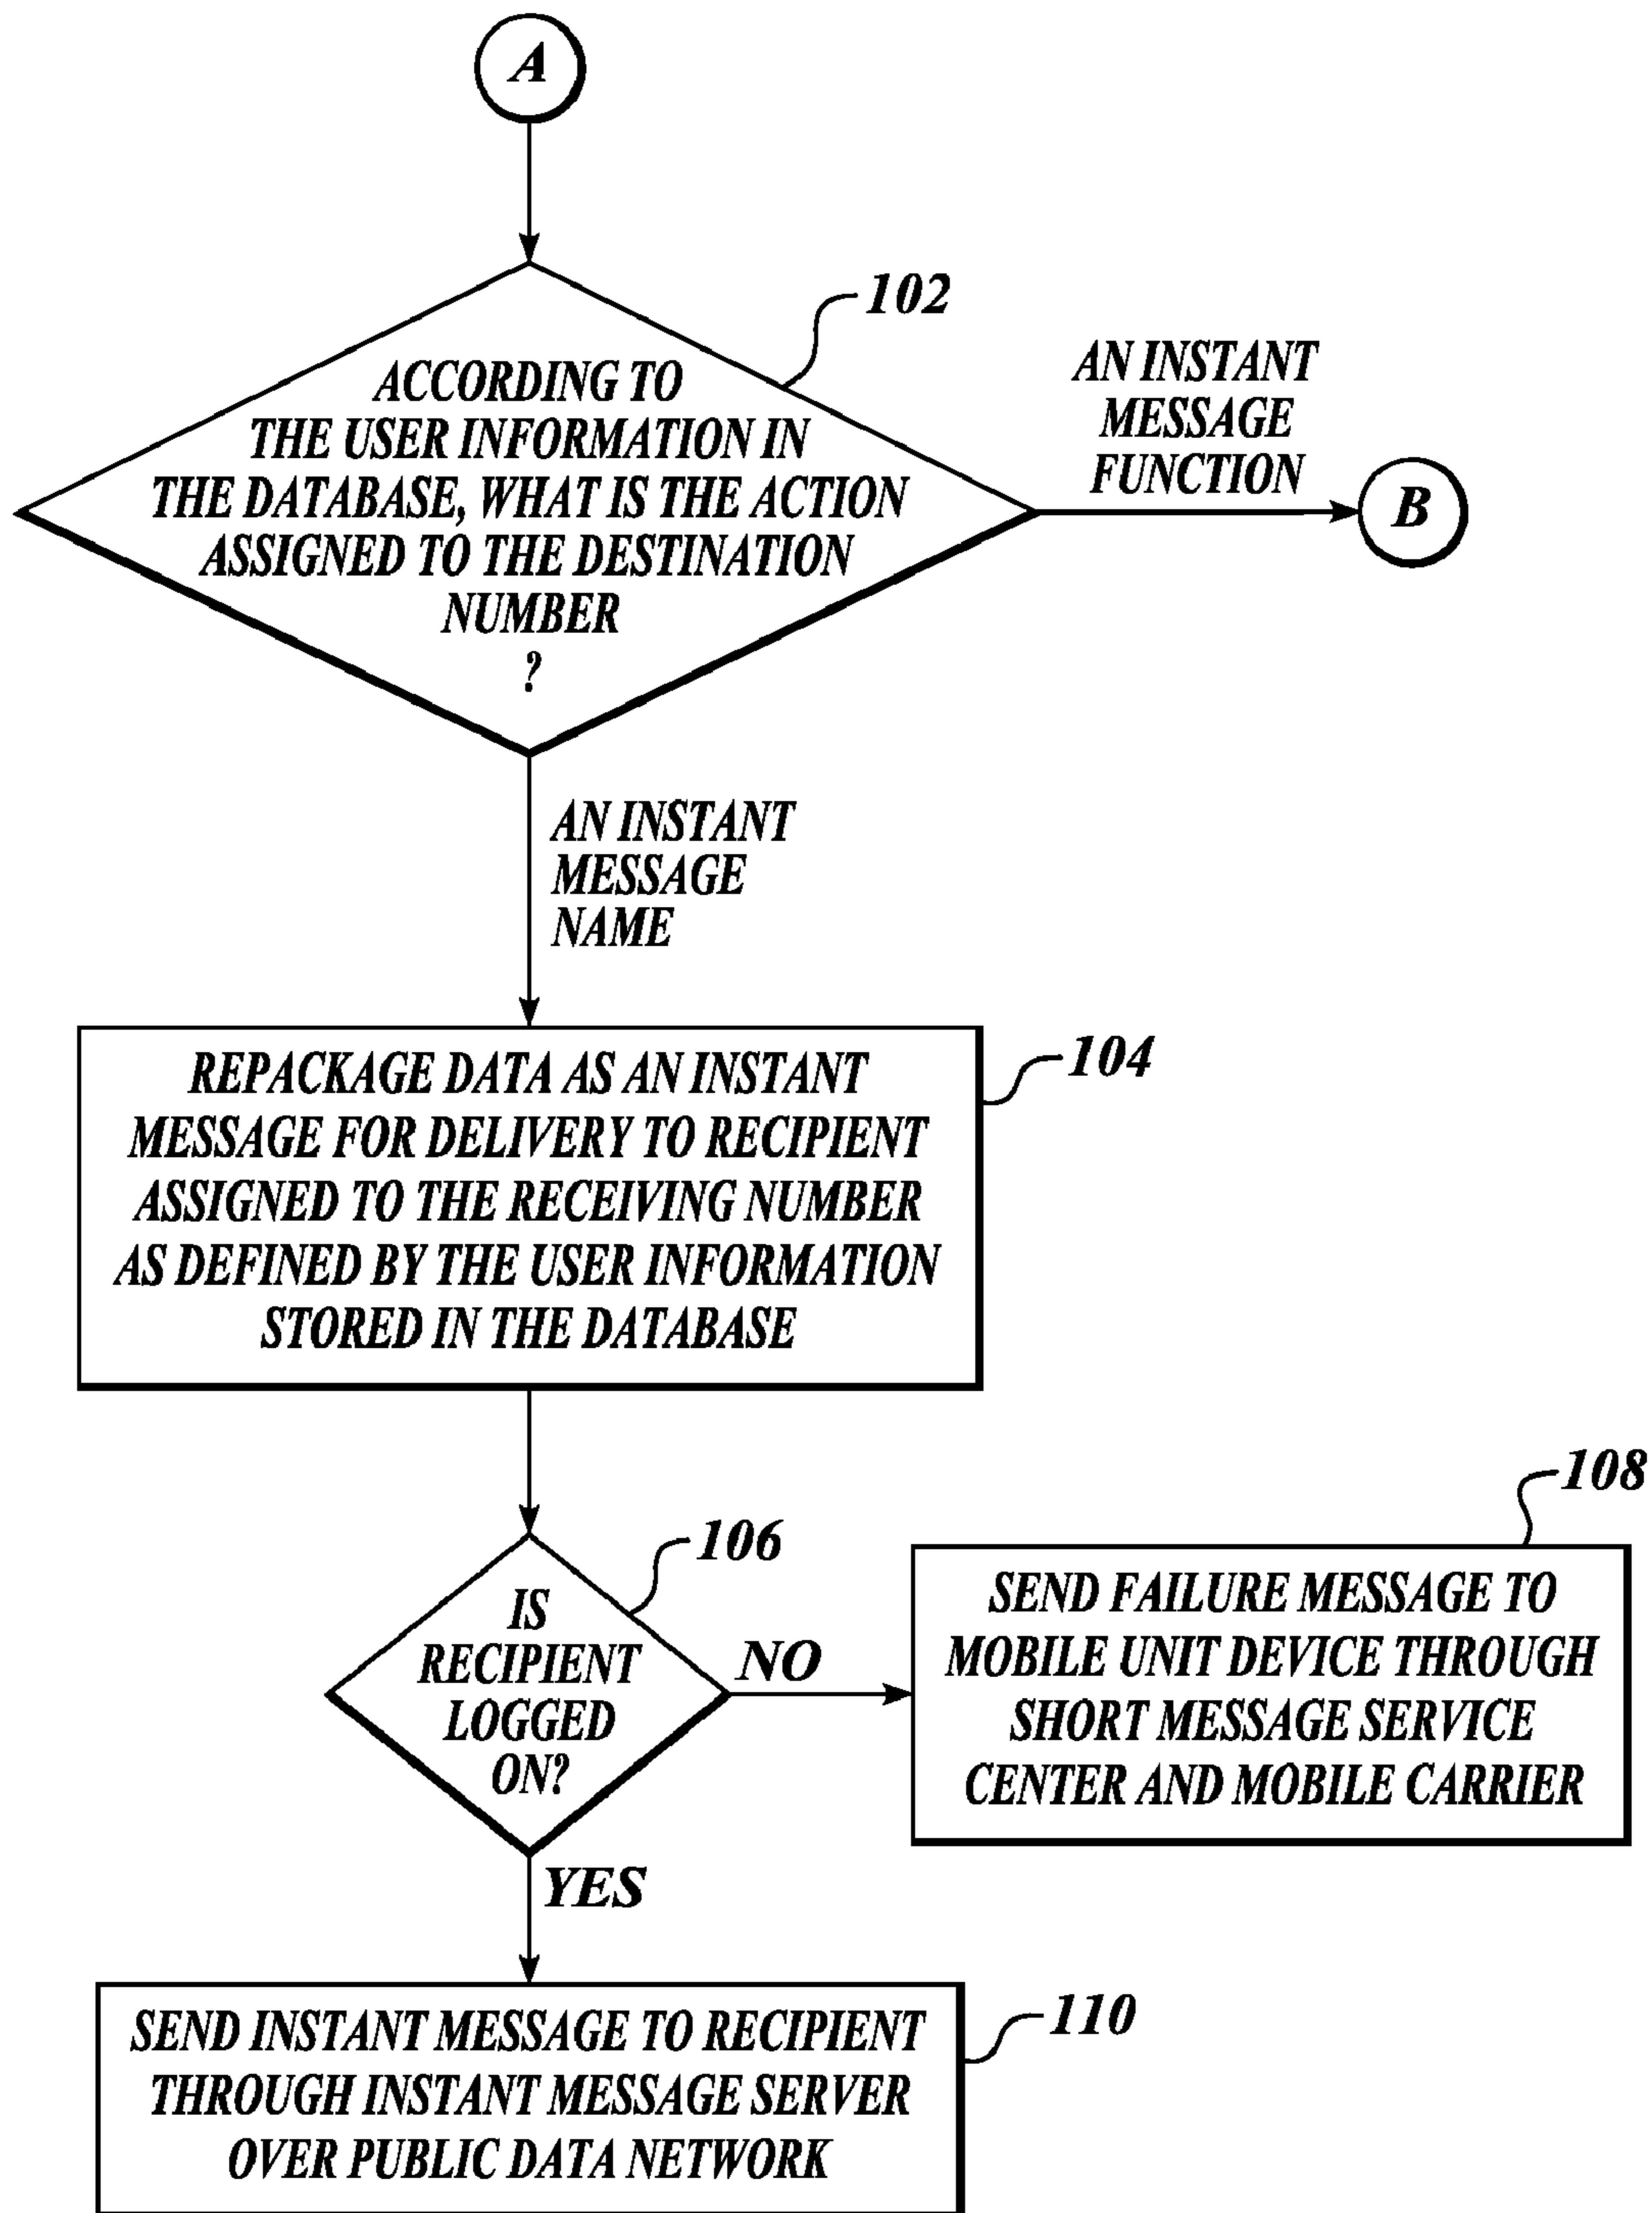 A
102
ACCORDING TO
THE USER INFORMATION IN
THE DATABASE, WHAT IS THE ACTION
ASSIGNED TO THE DESTINATION
NUMBER
?
AN INSTANT
MESSAGE
FUNCTION
B
AN INSTANT
MESSAGE
NAME
104
REPACKAGE DATA AS AN INSTANT
MESSAGE FOR DELIVERY TO RECIPIENT
ASSIGNED TO THE RECEIVING NUMBER
AS DEFINED BY THE USER INFORMATION
STORED IN THE DATABASE
106
IS
RECIPIENT
LOGGED
ON?
NO
108
SEND FAILURE MESSAGE TO
MOBILE UNIT DEVICE THROUGH
SHORT MESSAGE SERVICE
CENTER AND MOBILE CARRIER
YES
110
SEND INSTANT MESSAGE TO RECIPIENT
THROUGH INSTANT MESSAGE SERVER
OVER PUBLIC DATA NETWORK